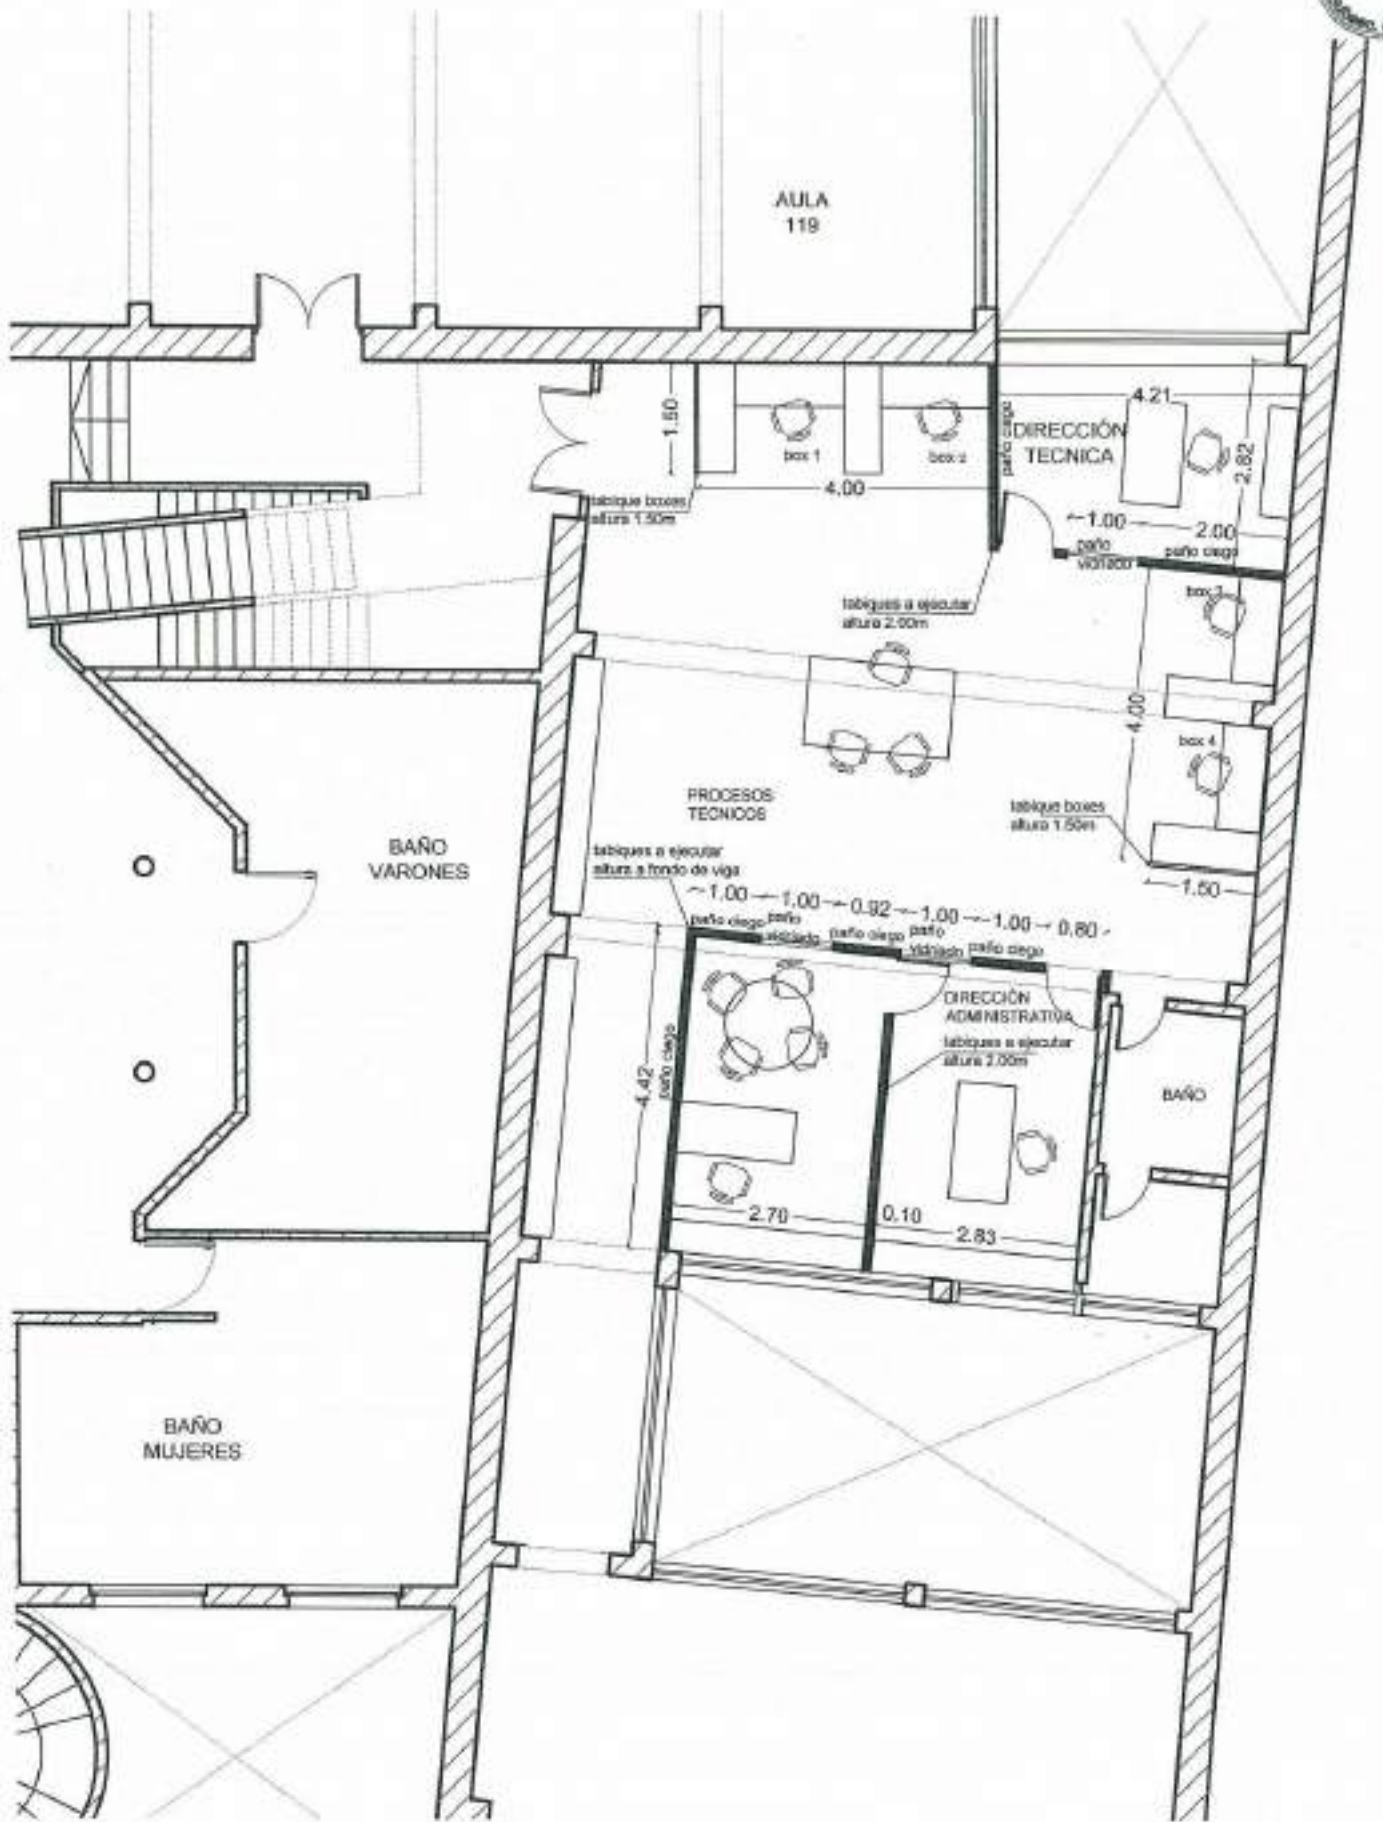 AULA
119
4.21
DIRECCIÓN
TECNICA
2.82
paño ciego
1.50
box 1
box 2
4.00
tabique boxes
altura 1.50m
1.00
2.00
paño
vidriado
paño ciego
box 3
tabiques a ejecutar
altura 2.00m
4.00
box 4
PROCESOS
TECNICOS
tabique boxes
altura 1.50m
1.50
BAÑO
VARONES
tabiques a ejecutar
altura a fondo de viga
1.00
1.00
0.92
1.00
1.00
0.80
paño ciego
paño
vidriado
paño ciego
paño
vidriado
paño ciego
DIRECCIÓN
ADMINISTRATIVA
tabiques a ejecutar
altura 2.00m
4.42
paño ciego
BAÑO
2.70
0.10
2.83
BAÑO
MUJERES